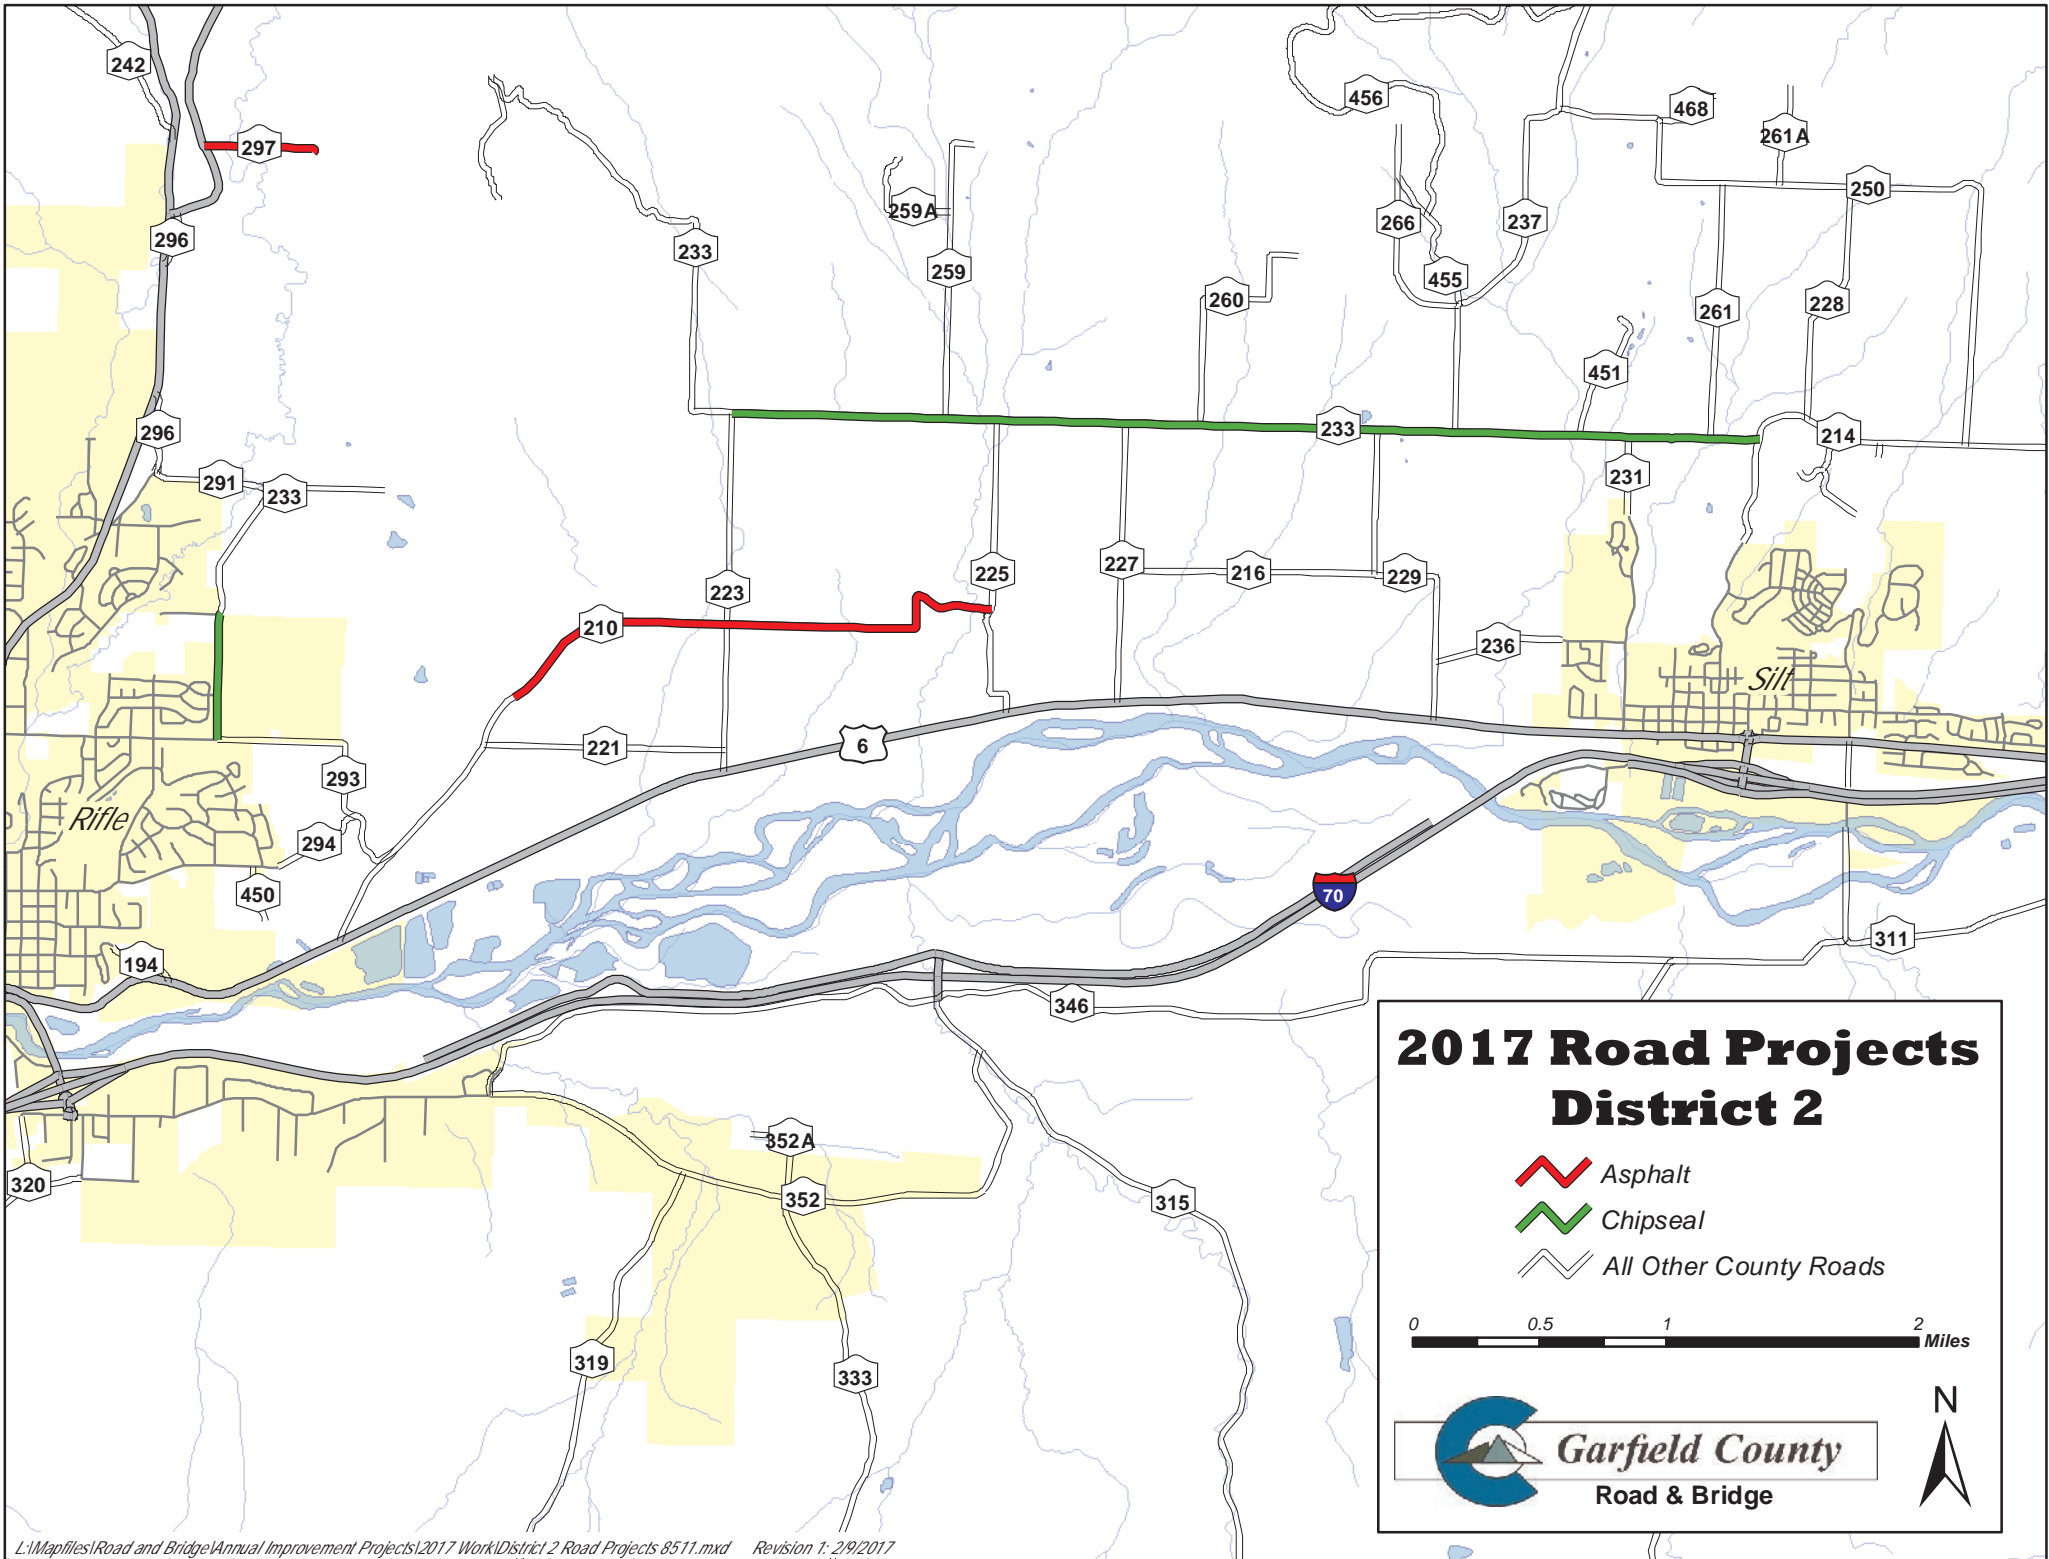 242
297
296
456
468
261A
250
259A
266
237
233
259
455
260
261
228
451
296
233
214
291
233
231
225
227
216
229
223
210
236
Silt
221
6
293
Rifle
294
450
70
194
311
346
352A
320
352
315
319
333
2017 Road Projects
District 2
Asphalt
Chipseal
All Other County Roads
0 0.5 1 2
Miles
N
Garfield County
Road & Bridge
L:\Mapfiles\Road and Bridge\Annual Improvement Projects\2017 Work\District 2 Road Projects 8511.mxd Revision 1: 2/9/2017